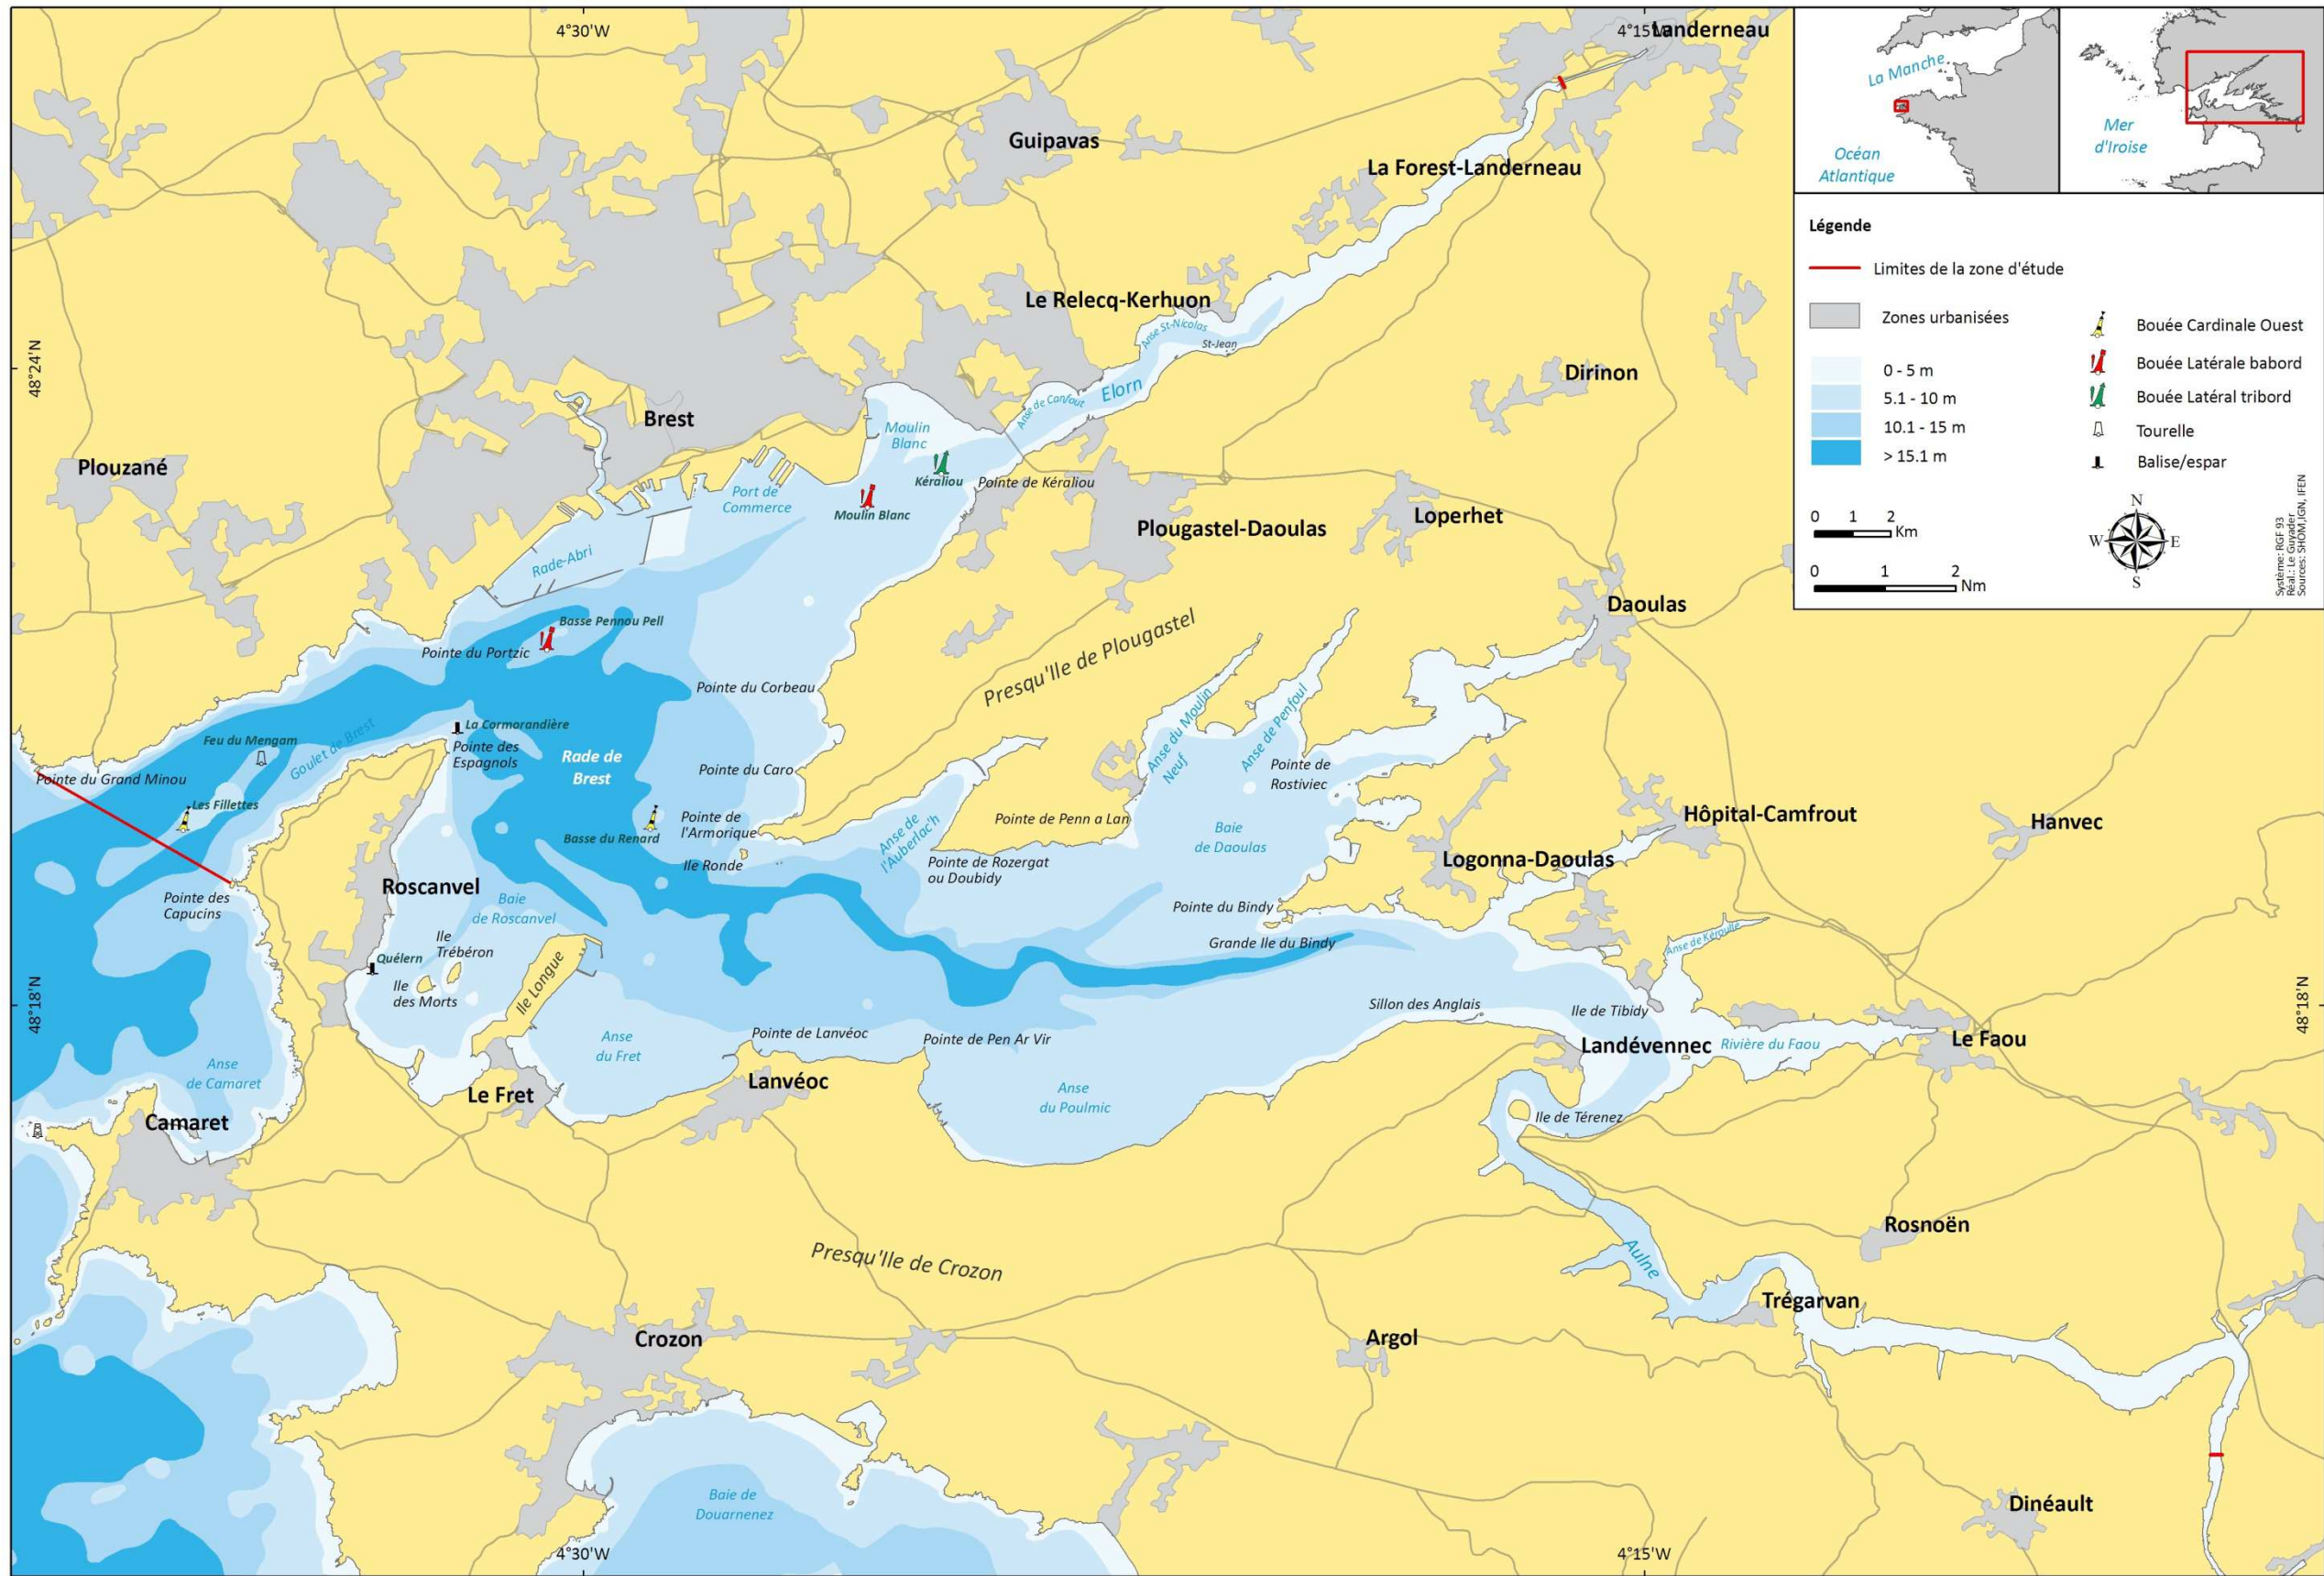 4°30'W
4°15'W
Landerneau
Guipavas
La Forest-Landerneau
Le Relecq-Kerhuon
Anse St-Nicolas
St-Jean
48°24'N
Dirinon
Elorn
Anse de Canfout
Brest
Moulin
Blanc
Plouzané
Kéraliou
Pointe de Kéraliou
Port de
Commerce
Moulin Blanc
Plougastel-Daoulas
Loperhet
Rade-Abri
Daoulas
Basse Pennou Pell
Pointe du Portzic
Presqu'Ile de Plougastel
Pointe du Corbeau
La Cormorandière
Feu du Mengam
Goulet de Brest
Pointe des
Espagnols
Rade de
Brest
Pointe du Caro
Anse du Moulin
Neuf
Anse de Penfoul
Pointe de
Rostiviec
Pointe du Grand Minou
Les Fillettes
Pointe de
l'Armorique
Basse du Renard
Ile Ronde
Anse de
l'Auberlac'h
Pointe de Penn a Lan
Baie
de Daoulas
Hôpital-Camfrout
Hanvec
Pointe de Rozergat
ou Doubidy
Logonna-Daoulas
Roscanvel
Pointe des
Capucins
Baie
de Roscanvel
Pointe du Bindy
Grande Ile du Bindy
Anse de Kéroulle
Ile
Trébéron
Quélern
Ile
des Morts
Ile Longue
48°18'N
48°18'N
Sillon des Anglais
Ile de Tibidy
Anse
du Fret
Pointe de Lanvéoc
Pointe de Pen Ar Vir
Landévennec
Rivière du Faou
Le Faou
Anse
de Camaret
Le Fret
Lanvéoc
Anse
du Poulmic
Camaret
Ile de Térenez
Rosnoën
Presqu'Ile de Crozon
Aulne
Trégarvan
Crozon
Argol
Baie de
Douarnenez
Dinéault
4°30'W
4°15'W
La Manche
Océan
Atlantique
Mer
d'Iroise
Légende
Limites de la zone d'étude
Zones urbanisées
0 - 5 m
5.1 - 10 m
10.1 - 15 m
> 15.1 m
Bouée Cardinale Ouest
Bouée Latérale babord
Bouée Latéral tribord
Tourelle
Balise/espar
0 1 2
Km
0 1 2
Nm
N
W E
S
Système: RGF 93
Réal.: Le Guyader
Sources: SHOM,IGN, IFEN